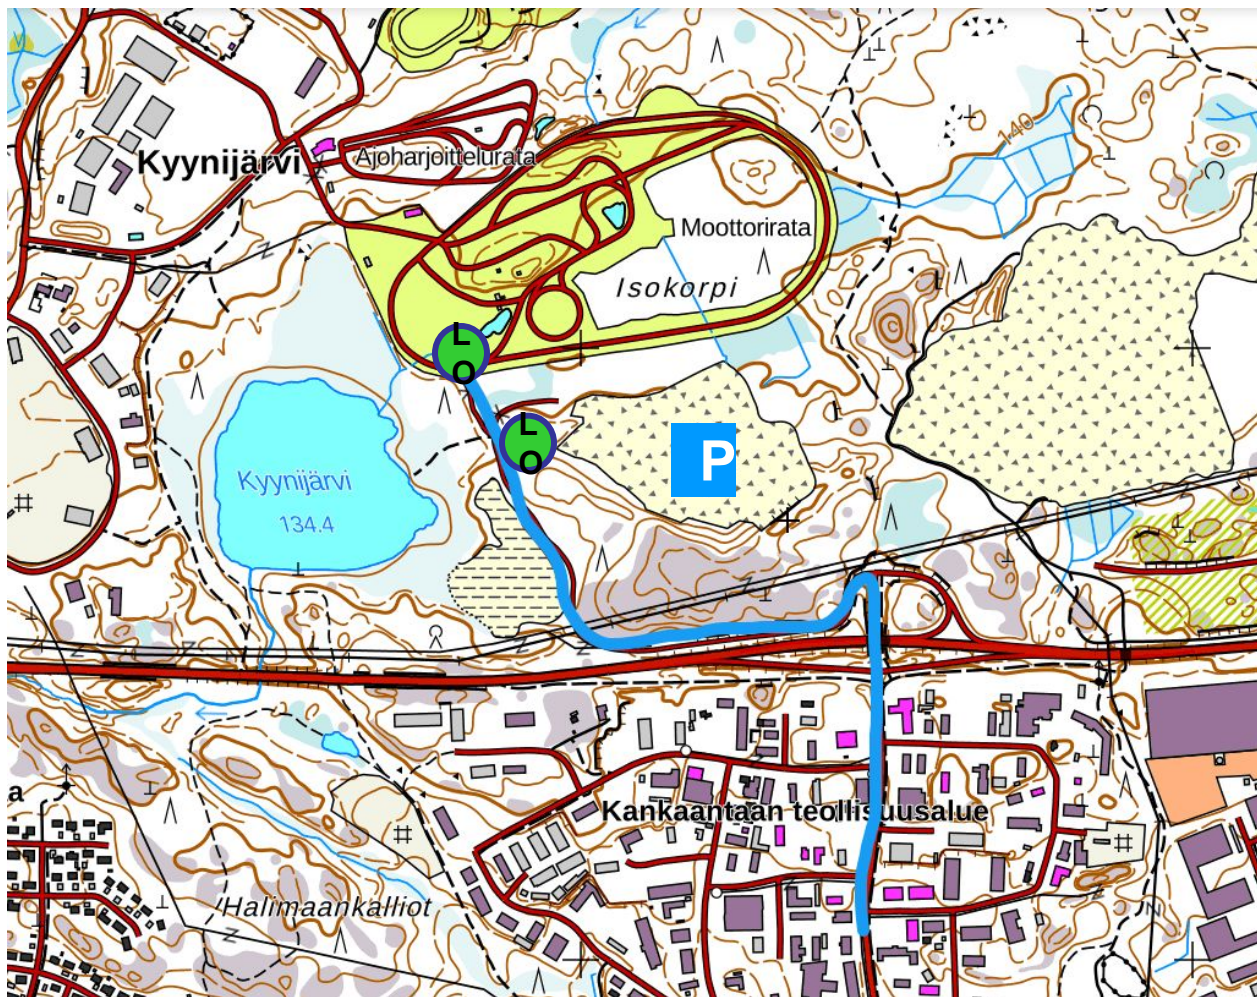 140
Kyynijärvi
Ajoharjoittelurata
Moottorirata
Isokorpi
L
O
L
O
P
Kyynijärvi
134.4
Kankaantaan teollisuusalue
a
Halimaankalliot